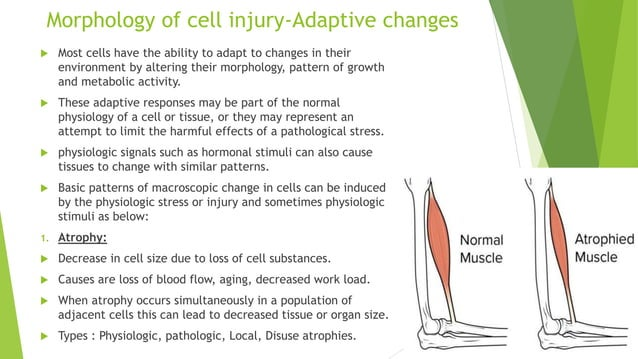 Morphology of cell injury-Adaptive changes
Most cells have the ability to adapt to changes in their
environment by altering their morphology, pattern of growth
and metabolic activity.
These adaptive responses may be part of the normal
physiology of a cell or tissue, or they may represent an
attempt to limit the harmful effects of a pathological stress.
physiologic signals such as hormonal stimuli can also cause
tissues to change with similar patterns.
Basic patterns of macroscopic change in cells can be induced
by the physiologic stress or injury and sometimes physiologic
stimuli as below:
1. Atrophy:
Decrease in cell size due to loss of cell substances.
Causes are loss of blood flow, aging, decreased work load.
When atrophy occurs simultaneously in a population of
adjacent cells this can lead to decreased tissue or organ size.
Types : Physiologic, pathologic, Local, Disuse atrophies.
Normal
Muscle
Atrophied
Muscle